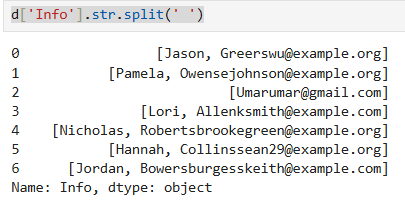 d['Info'].str.split(' ')
0 [Jason, Greerswu@example.org]
1 [Pamela, Owensejohnson@example.org]
2 [Umarumar@gmail.com]
3 [Lori, Allenksmith@example.com]
4 [Nicholas, Robertsbrookegreen@example.org]
5 [Hannah, Collinssean29@example.org]
6 [Jordan, Bowersburgesskeith@example.com]
Name: Info, dtype: object